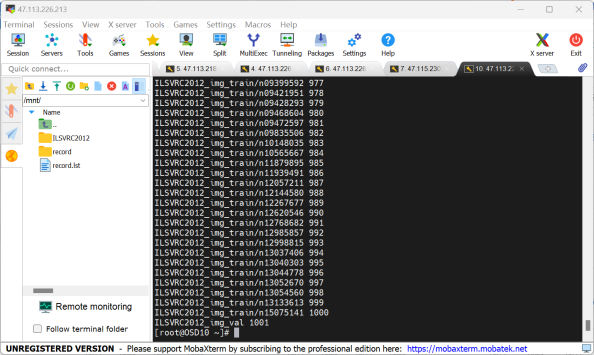 47.113.226.213
Terminal Sessions View X server Tools Games Settings Macros Help
Session Servers Tools Games Sessions View Split MultiExec Tunneling Packages Settings Help X server Exit
Quick connect...
5. 47.113.218 4. 47.113.226 6. 47.113.226 7. 47.115.230 10. 47.113.22
/mnt/
Name
..
ILSVRC2012
record
record.lst
ILSVRC2012_img_train/n09399592 977
ILSVRC2012_img_train/n09421951 978
ILSVRC2012_img_train/n09428293 979
ILSVRC2012_img_train/n09468604 980
ILSVRC2012_img_train/n09472597 981
ILSVRC2012_img_train/n09835506 982
ILSVRC2012_img_train/n10148035 983
ILSVRC2012_img_train/n10565667 984
ILSVRC2012_img_train/n11879895 985
ILSVRC2012_img_train/n11939491 986
ILSVRC2012_img_train/n12057211 987
ILSVRC2012_img_train/n12144580 988
ILSVRC2012_img_train/n12267677 989
ILSVRC2012_img_train/n12620546 990
ILSVRC2012_img_train/n12768682 991
ILSVRC2012_img_train/n12985857 992
ILSVRC2012_img_train/n12998815 993
ILSVRC2012_img_train/n13037406 994
ILSVRC2012_img_train/n13040303 995
ILSVRC2012_img_train/n13044778 996
ILSVRC2012_img_train/n13052670 997
ILSVRC2012_img_train/n13054560 998
ILSVRC2012_img_train/n13133613 999
ILSVRC2012_img_train/n15075141 1000
ILSVRC2012_img_val 1001
[root@OSD10 ~]#
Remote monitoring
Follow terminal folder
UNREGISTERED VERSION - Please support MobaXterm by subscribing to the professional edition here: https://mobaxterm.mobatek.net